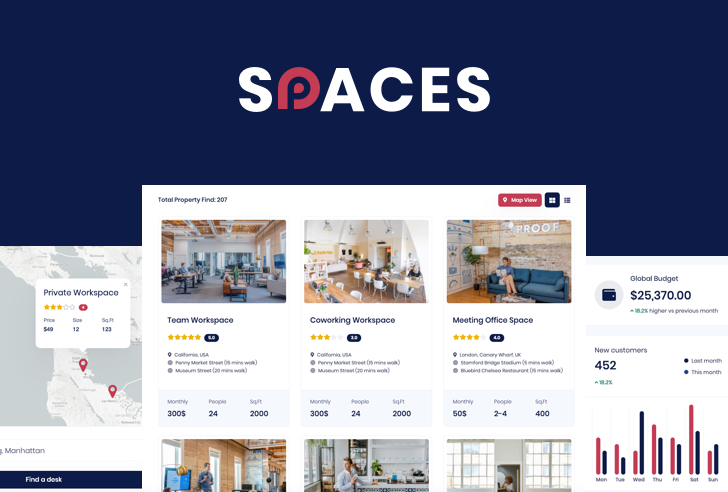 SPACES
Total Property Find: 207
Map View
PROOF
Team Workspace
5.0
California, USA
Penny Market Street (15 mins walk)
Museum Street (20 mins walk)
Monthly People Sq.Ft
300$ 24 2000
Coworking Workspace
3.0
California, USA
Penny Market Street (15 mins walk)
Museum Street (20 mins walk)
Monthly People Sq.Ft
300$ 24 2000
Meeting Office Space
4.0
London, Canary Wharf, UK
Stamford Bridge Stadium (5 mins walk)
Bluebird Chelsea Restaurant (15 mins walk)
Monthly People Sq.Ft
50$ 2-4 400
Private Workspace
Price Size Sq.Ft
$49 12 123
g. Manhattan
Find a desk
Global Budget
$25,370.00
18.2% higher vs previous month
New customers
452
18.2%
Last month
This month
Mon Tue Wed Thu Fri Sat Sun